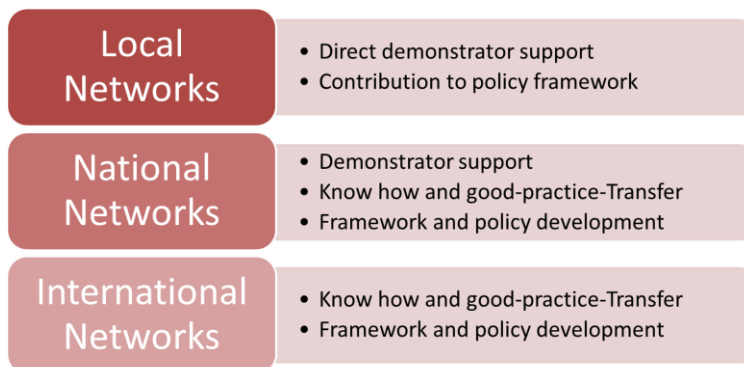 Local
Networks
• Direct demonstrator support
• Contribution to policy framework
National
Networks
• Demonstrator support
• Know how and good-practice-Transfer
• Framework and policy development
International
Networks
• Know how and good-practice-Transfer
• Framework and policy development